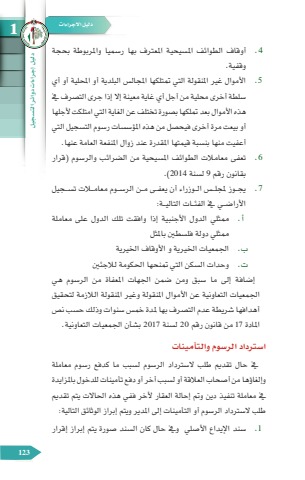 دليل الاجراءات
1
دليل إجراءات دوائر التسجيل
4. أوقاف الطوائف المسيحية المعترف بها رسميا والمربوطة بحجة
وقفية.
5. الأموال غير المنقولة التي تمتلكها المجالس البلدية أو المحلية أو أي
سلطة أخرى محلية من أجل أي غاية معينة إلا إذا جرى التصرف في
هذه الأموال بعد تملكها بصورة تختلف عن الغاية التي امتلكت لأجلها
أو بيعت مرة أخرى فيحصل من هذه المؤسسات رسوم التسجيل التي
أعفيت منها بنسبة قيمتها المقدرة عند زوال المنفعة العامة عنها.
6. تعفى معاملات الطوائف المسيحية من الضرائب والرسوم (قرار
بقانون رقم 9 لسنة 2014).
7. يجوز لمجلس الوزراء أن يعفى من الرسوم معاملات تسجيل
الأراضي في الفئات التالية:
أ. ممثلي الدول الأجنبية إذا وافقت تلك الدول على معاملة
ممثلي دولة فلسطين بالمثل
ب. الجمعيات الخيرية و الأوقاف الخيرية
ت. وحدات السكن التي تمنحها الحكومة للاجئين
إضافة إلى ما سبق ومن ضمن الجهات المعفاة من الرسوم هي
الجمعيات التعاونية عن الأموال المنقولة وغير المنقولة اللازمة لتحقيق
أهدافها شريطة عدم التصرف بها لمدة خمس سنوات وذلك حسب نص
المادة 17 من قانون رقم 20 لسنة 2017 بشأن الجمعيات التعاونية.
استرداد الرسوم والتأمينات
في حال تقديم طلب لاسترداد الرسوم لسبب ما كدفع رسوم معاملة
وإلغاؤها من أصحاب العلاقة أو لسبب آخر أو دفع تأمينات للدخول بالمزايدة
في معاملة تنفيذ دين وتم إحالة العقار لآخر ففي هذه الحالات يتم تقديم
طلب لاسترداد الرسوم أو التأمينات إلى المدير ويتم إبراز الوثائق التالية:
1. سند الإيداع الأصلي وفي حال كان السند صورة يتم إبراز إقرار
123